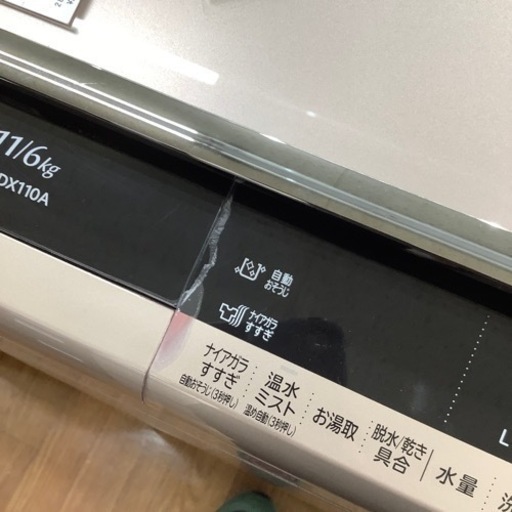 11/6kg
DX110A
自動
おそうじ
ナイアガラ
すすぎ
ナイアガラ
すすぎ
自動おそうじ(3秒押し)
温水
ミスト
温め自動(3秒押し)
お湯取
脱水/乾き
具合
水量
洗
L